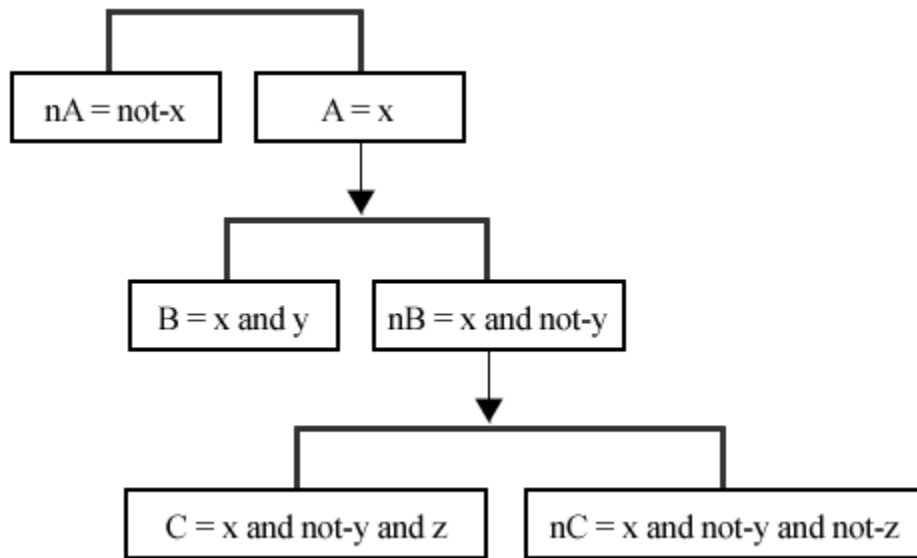 nA = not-x
A = x
B = x and y
nB = x and not-y
C = x and not-y and z
nC = x and not-y and not-z